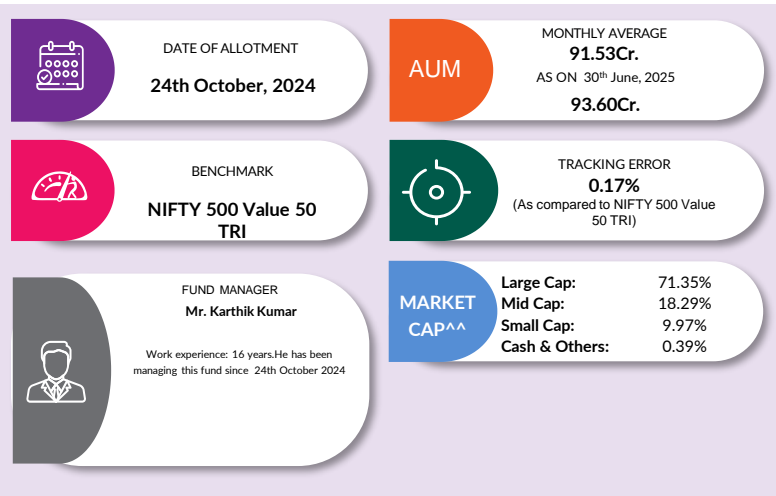 DATE OF ALLOTMENT
24th October, 2024
AUM
MONTHLY AVERAGE
91.53Cr.
AS ON 30th June, 2025
93.60Cr.
BENCHMARK
NIFTY 500 Value 50
TRI
TRACKING ERROR
0.17%
(As compared to NIFTY 500 Value
50 TRI)
FUND MANAGER
Mr. Karthik Kumar
Work experience: 16 years.He has been
managing this fund since 24th October 2024
MARKET
CAP^^
Large Cap: 71.35%
Mid Cap: 18.29%
Small Cap: 9.97%
Cash & Others: 0.39%